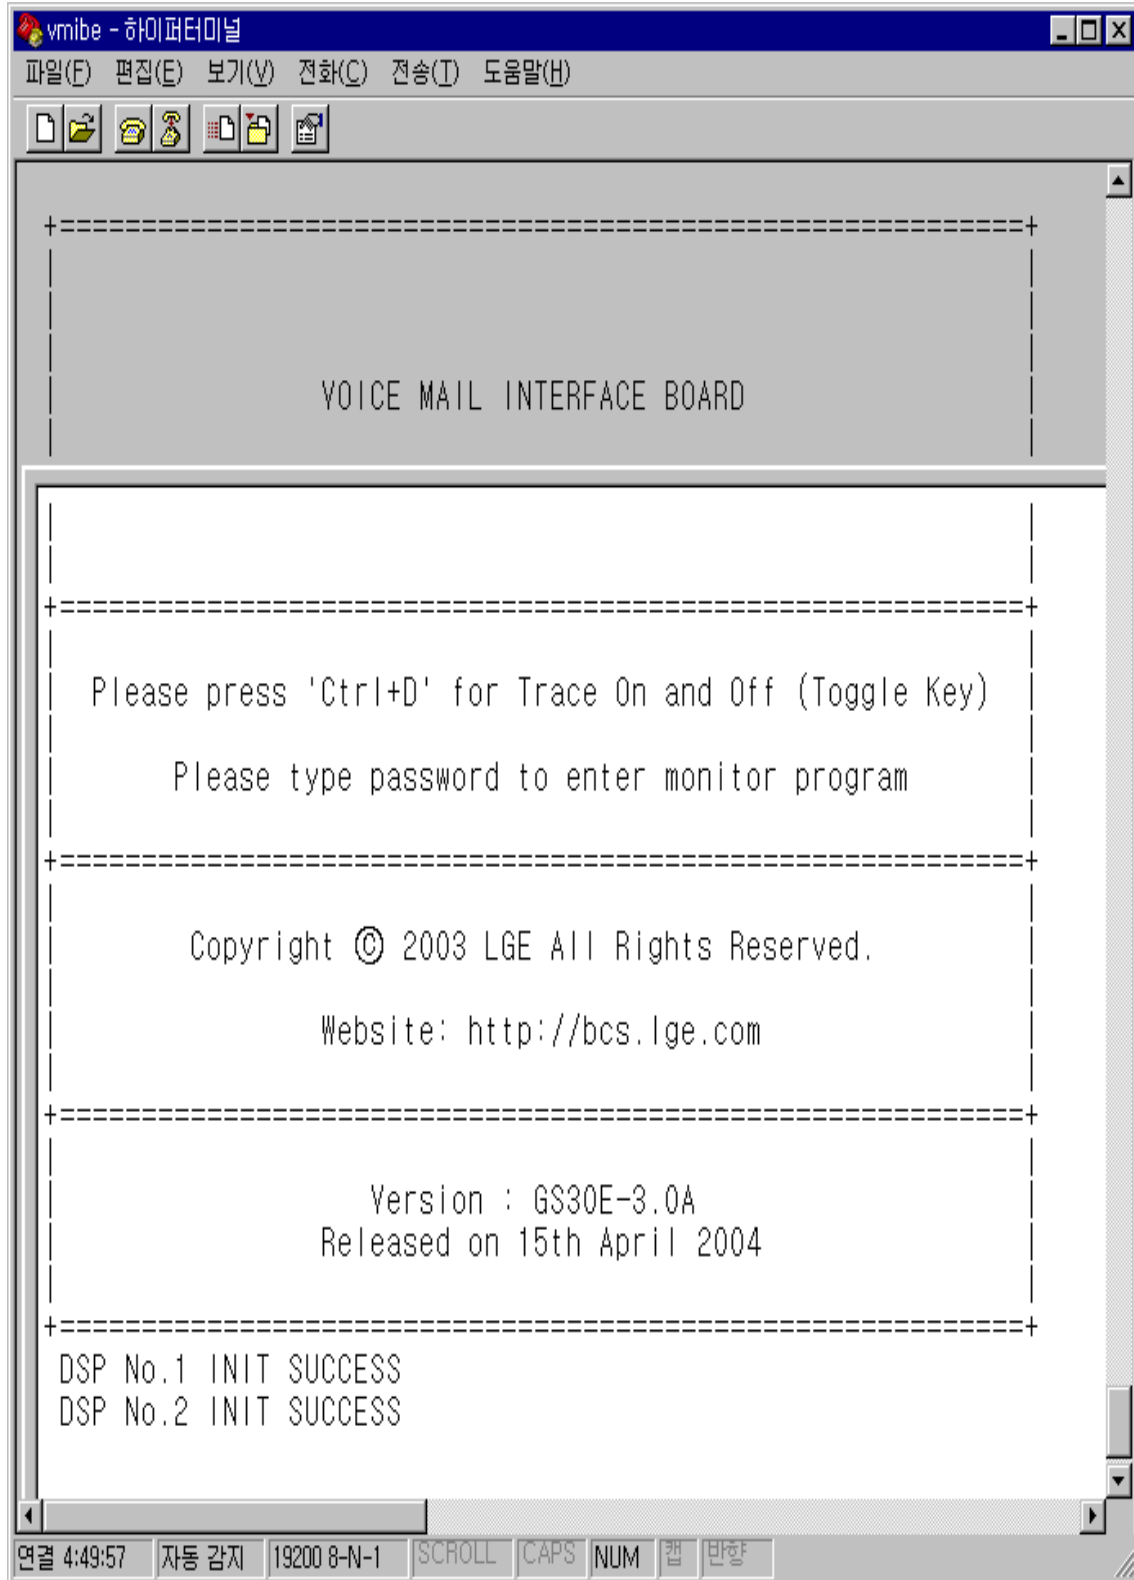 vmibe - 하이퍼터미널
파일(F) 편집(E) 보기(V) 전화(C) 전송(T) 도움말(H)
+===========================================================+
VOICE MAIL INTERFACE BOARD
+===========================================================+
Please press 'Ctrl+D' for Trace On and Off (Toggle Key)
Please type password to enter monitor program
+===========================================================+
Copyright ⓒ 2003 LGE All Rights Reserved.
Website: http://bcs.lge.com
+===========================================================+
Version : GS30E-3.0A
Released on 15th April 2004
+===========================================================+
DSP No.1 INIT SUCCESS
DSP No.2 INIT SUCCESS
연결 4:49:57 자동 감지 19200 8-N-1 SCROLL CAPS NUM 캡 반향